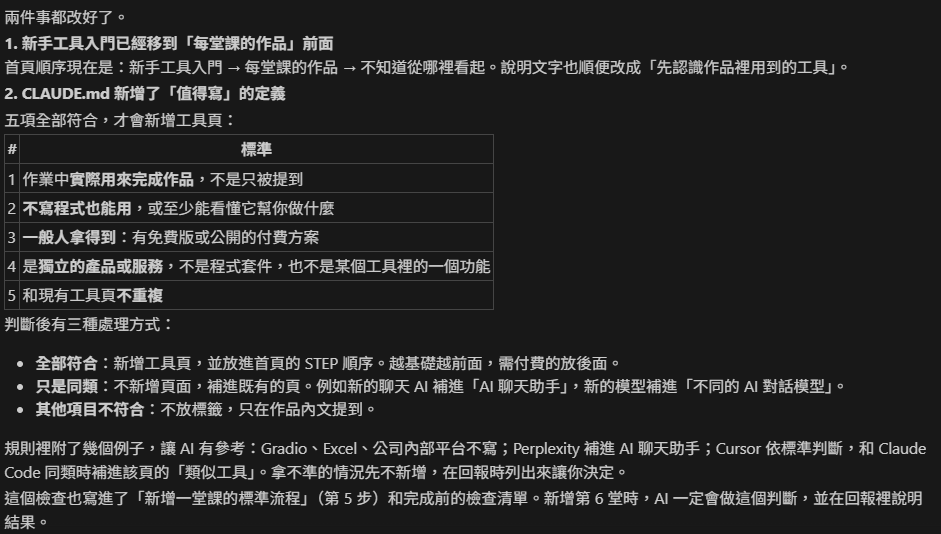 兩件事都改好了。
1. 新手工具入門已經移到「每堂課的作品」前面
首頁順序現在是：新手工具入門 → 每堂課的作品 → 不知道從哪裡看起。說明文字也順便改成「先認識作品裡用到的工具」。
2. CLAUDE.md 新增了「值得寫」的定義
五項全部符合，才會新增工具頁：
# 標準
1 作業中實際用來完成作品，不是只被提到
2 不寫程式也能用，或至少能看懂它幫你做什麼
3 一般人拿得到：有免費版或公開的付費方案
4 是獨立的產品或服務，不是程式套件，也不是某個工具裡的一個功能
5 和現有工具頁不重複
判斷後有三種處理方式：
• 全部符合：新增工具頁，並放進首頁的 STEP 順序。越基礎越前面，需付費的放後面。
• 只是同類：不新增頁面，補進既有的頁。例如新的聊天 AI 補進「AI 聊天助手」，新的模型補進「不同的 AI 對話模型」。
• 其他項目不符合：不放標籤，只在作品內文提到。
規則裡附了幾個例子，讓 AI 有參考：Gradio、Excel、公司內部平台不寫；Perplexity 補進 AI 聊天助手；Cursor 依標準判斷，和 Claude
Code 同類時補進該頁的「類似工具」。拿不準的情況先不新增，在回報時列出來讓你決定。
這個檢查也寫進了「新增一堂課的標準流程」（第 5 步）和完成前的檢查清單。新增第 6 堂時，AI 一定會做這個判斷，並在回報裡說明
結果。